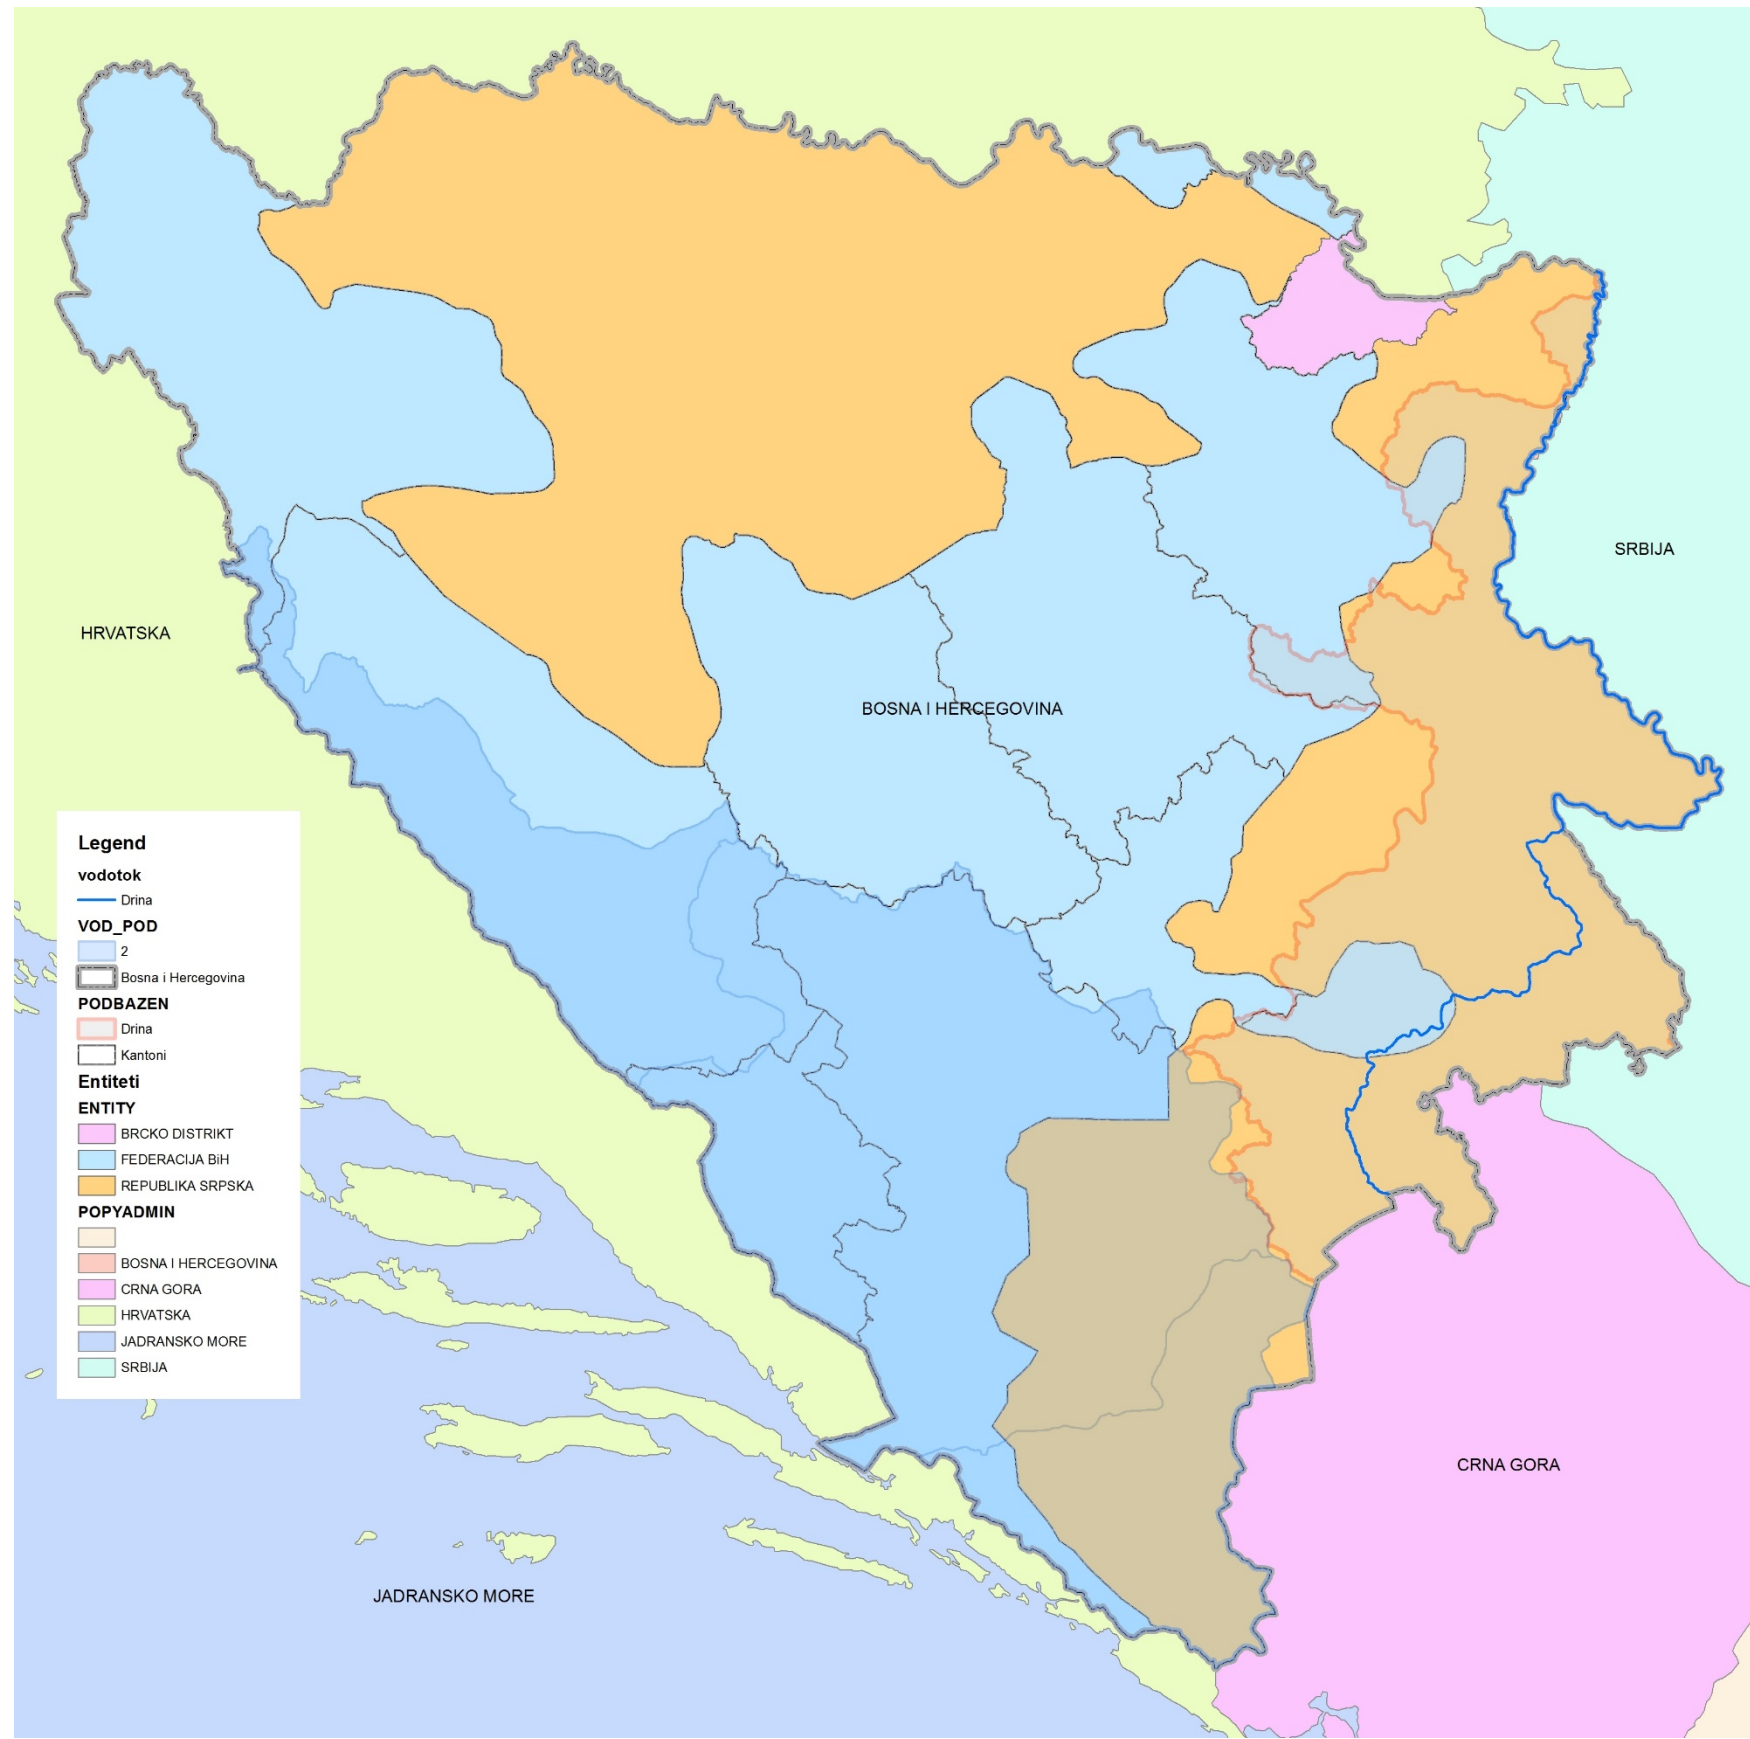 SRBIJA
HRVATSKA
BOSNA I HERCEGOVINA
Legend
vodotok
Drina
VOD_POD
2
Bosna i Hercegovina
PODBAZEN
Drina
Kantoni
Entiteti
ENTITY
BRCKO DISTRIKT
FEDERACIJA BiH
REPUBLIKA SRPSKA
POPYADMIN
BOSNA I HERCEGOVINA
CRNA GORA
HRVATSKA
JADRANSKO MORE
SRBIJA
CRNA GORA
JADRANSKO MORE